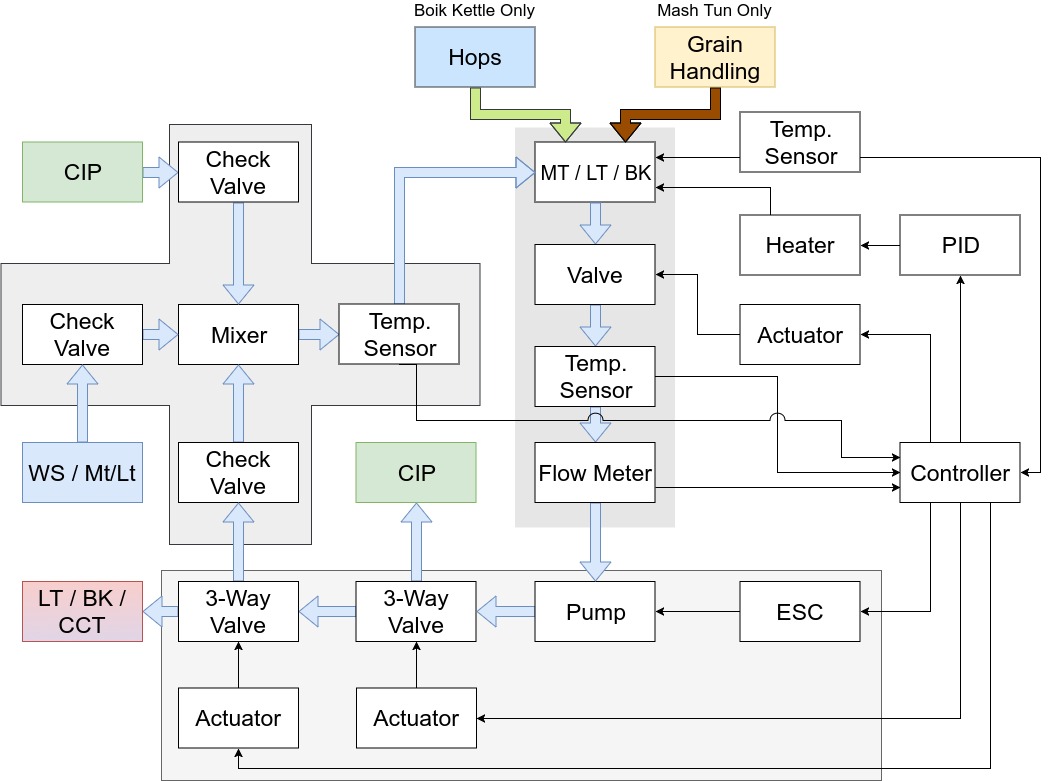 Boik Kettle Only
Mash Tun Only
Hops
Grain
Handling
CIP
Check
Valve
MT / LT / BK
Temp.
Sensor
Valve
Heater
PID
Check
Valve
Mixer
Temp.
Sensor
Actuator
Temp.
Sensor
WS / Mt/Lt
Check
Valve
CIP
Flow Meter
Controller
LT / BK /
CCT
3-Way
Valve
3-Way
Valve
Pump
ESC
Actuator
Actuator